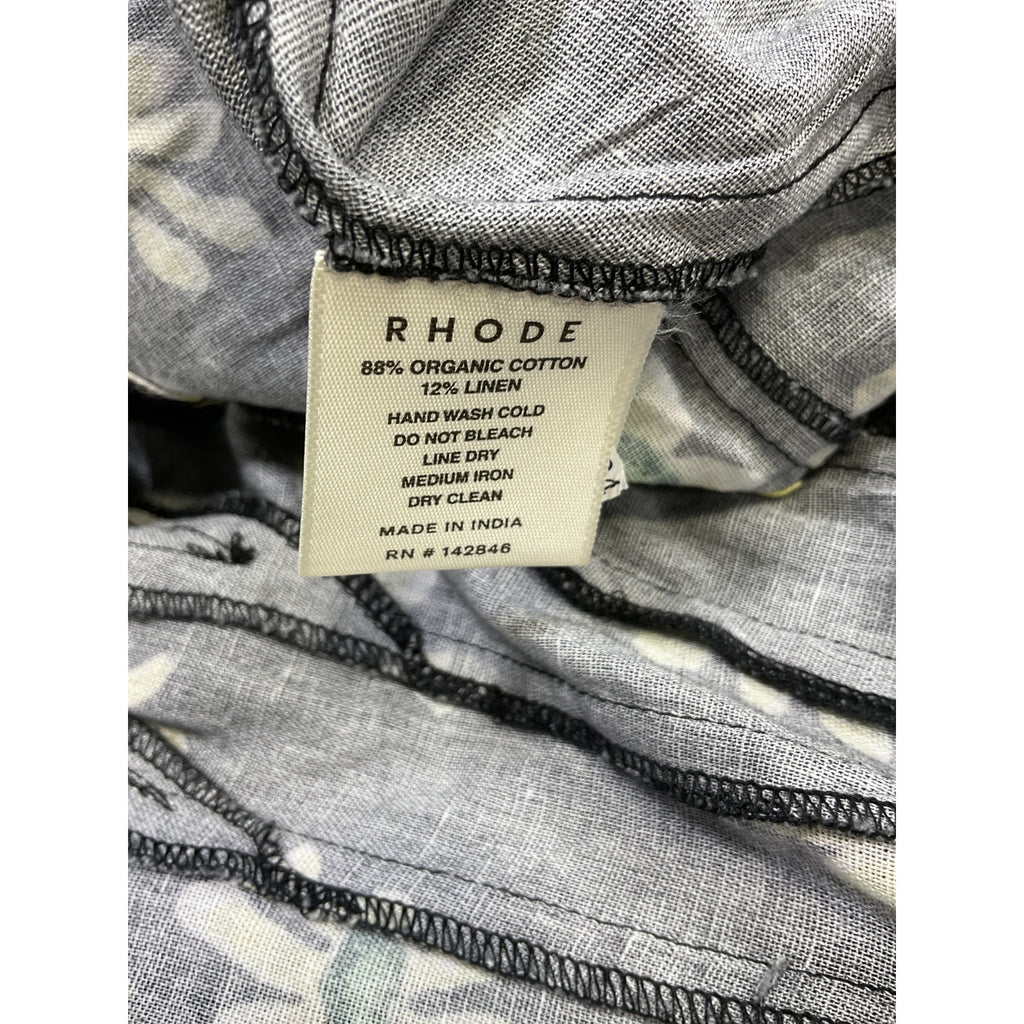 RHODE
88% ORGANIC COTTON
12% LINEN
HAND WASH COLD
DO NOT BLEACH
LINE DRY
MEDIUM IRON
DRY CLEAN
MADE IN INDIA
RN # 142846